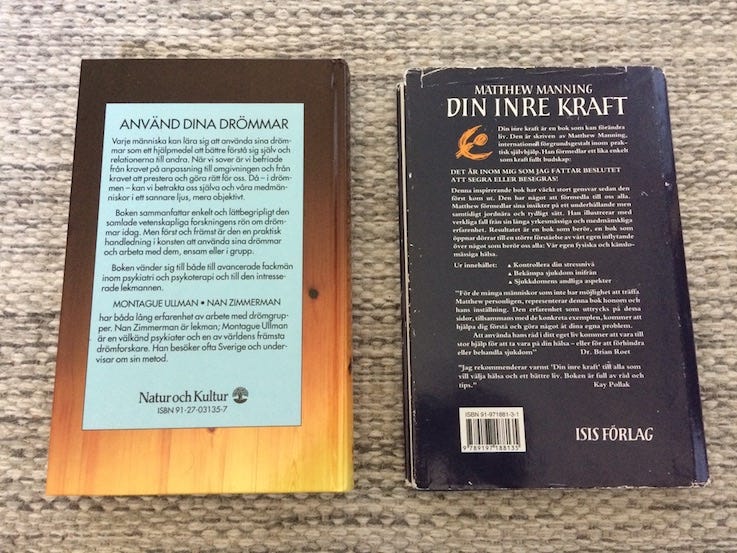 ANVÄND DINA DRÖMMAR
Varje människa kan lära sig att använda sina dröm-
mar som ett hjälpmedel att bättre förstå sig själv och
relationerna till andra. När vi sover är vi befriade
från kravet på anpassning till omgivningen och från
kravet att prestera och göra rätt för oss. Då – i dröm-
men – kan vi betrakta oss själva och våra medmän-
niskor i ett sannare ljus, mera objektivt.
Boken sammanfattar enkelt och lättbegripligt den
samlade vetenskapliga forskningens rön om dröm-
mar idag. Men först och främst är den en praktisk
handledning i konsten att använda sina drömmar
och arbeta med dem, ensam eller i grupp.
Boken vänder sig till både till avancerade fackmän
inom psykiatri och psykoterapi och till den intresse-
rade lekmannen.
MONTAGUE ULLMAN • NAN ZIMMERMAN
har båda lång erfarenhet av arbete med drömgrup-
per. Nan Zimmerman är lekman; Montague Ullman
är en välkänd psykiater och en av världens främsta
drömforskare. Han besöker ofta Sverige och under-
visar om sin metod.
Natur och Kultur
ISBN 91-27-03135-7
MATTHEW MANNING
DIN INRE KRAFT
Din inre kraft är en bok som kan förändra
liv. Den är skriven av Matthew Manning,
internationell förgrundsgestalt inom prak-
tisk självhjälp. Han förmedlar ett lika enkelt
som kraftfullt budskap:
DET ÄR INOM MIG SOM JAG FATTAR BESLUTET
ATT SEGRA ELLER BESEGRAS!
Denna inspirerande bok har väckt stort gensvar sedan den
först kom ut. Den har något att förmedla till oss alla.
Matthew förmedlar sina insikter på ett underhållande men
samtidigt jordnära och tydligt sätt. Han illustrerar med
verkliga fall från sin långa yrkesmässiga och medmänskliga
erfarenhet. Resultatet är en bok som berör, en bok som
öppnar dörrar till en större förståelse av vårt eget inflytande
över något som berör oss alla: Vår egen fysiska och känslo-
mässiga hälsa.
Ur innehållet:
▲ Kontrollera din stressnivå
▲ Bekämpa sjukdom inifrån
▲ Sjukdomens andliga aspekter
"För de många människor som inte har möjlighet att träffa
Matthew personligen, representerar denna bok honom och
hans inställning. Den erfarenhet som uttrycks på dessa
sidor, tillsammans med de konkreta exemplen, kommer att
hjälpa dig förstå och göra något åt dina egna problem.
Att använda hans råd i ditt eget liv kommer att vara till
stor hjälp för att ta vara på din hälsa – eller för att förhindra
eller behandla sjukdom" Dr. Brian Roet
"Jag rekommenderar varmt 'Din inre kraft' till alla som
vill välja hälsa och ett bättre liv. Boken är full av råd och
tips." Kay Pollak
ISBN 91-971881-3-1
9 789197 188135
ISIS FÖRLAG